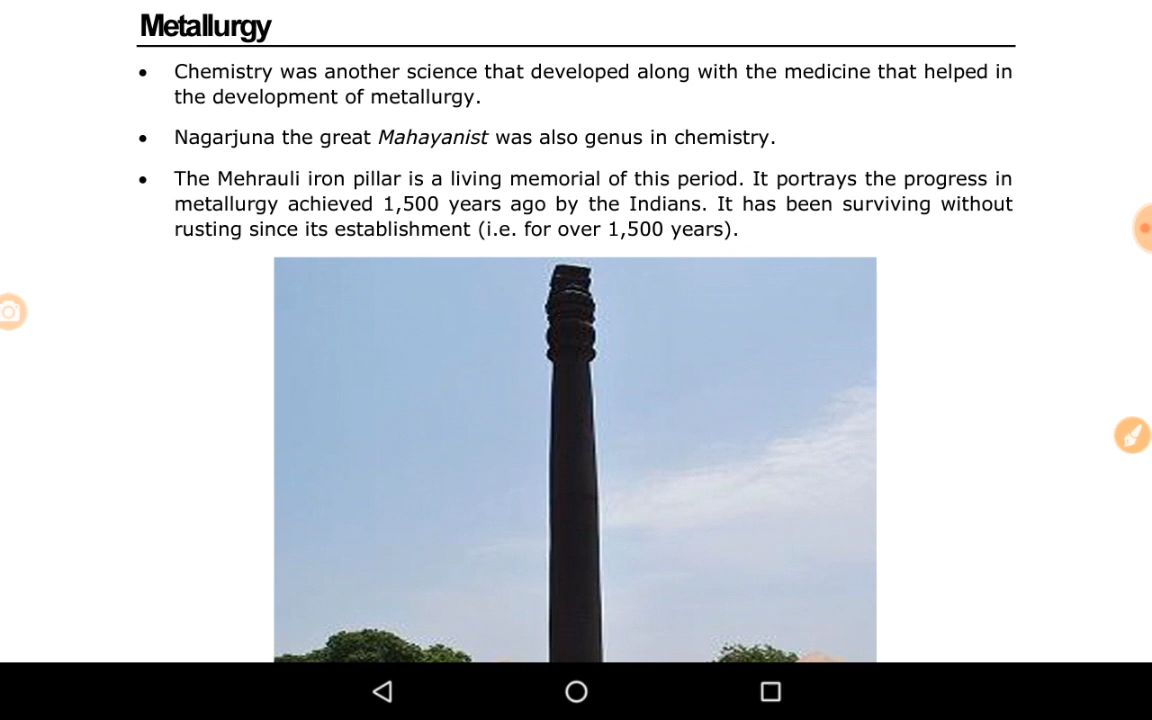 Metallurgy
• Chemistry was another science that developed along with the medicine that helped in
the development of metallurgy.
• Nagarjuna the great Mahayanist was also genus in chemistry.
• The Mehrauli iron pillar is a living memorial of this period. It portrays the progress in
metallurgy achieved 1,500 years ago by the Indians. It has been surviving without
rusting since its establishment (i.e. for over 1,500 years).